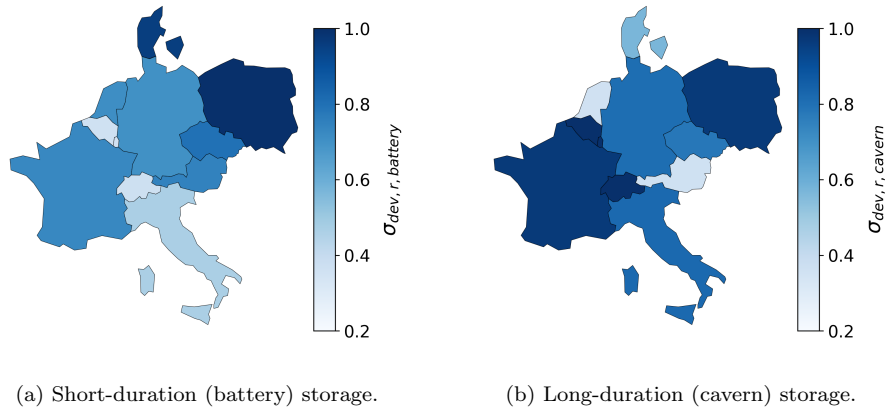 1.0
0.8
0.6
0.4
0.2
σdev, r, battery
1.0
0.8
0.6
0.4
0.2
σdev, r, cavern
(a) Short-duration (battery) storage.
(b) Long-duration (cavern) storage.